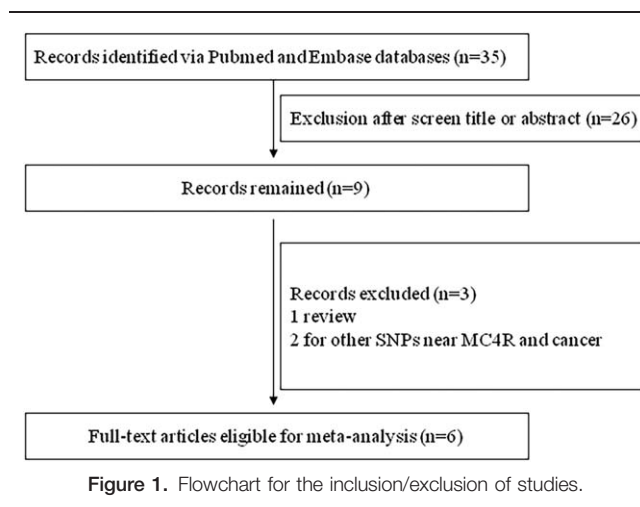 Records identified via Pubmed and Embase databases (n=35)
Exclusion after screen title or abstract (n=26)
Records remained (n=9)
Records excluded (n=3)
1 review
2 for other SNPs near MC4R and cancer
Full-text articles eligible for meta-analysis (n=6)
Figure 1. Flowchart for the inclusion/exclusion of studies.